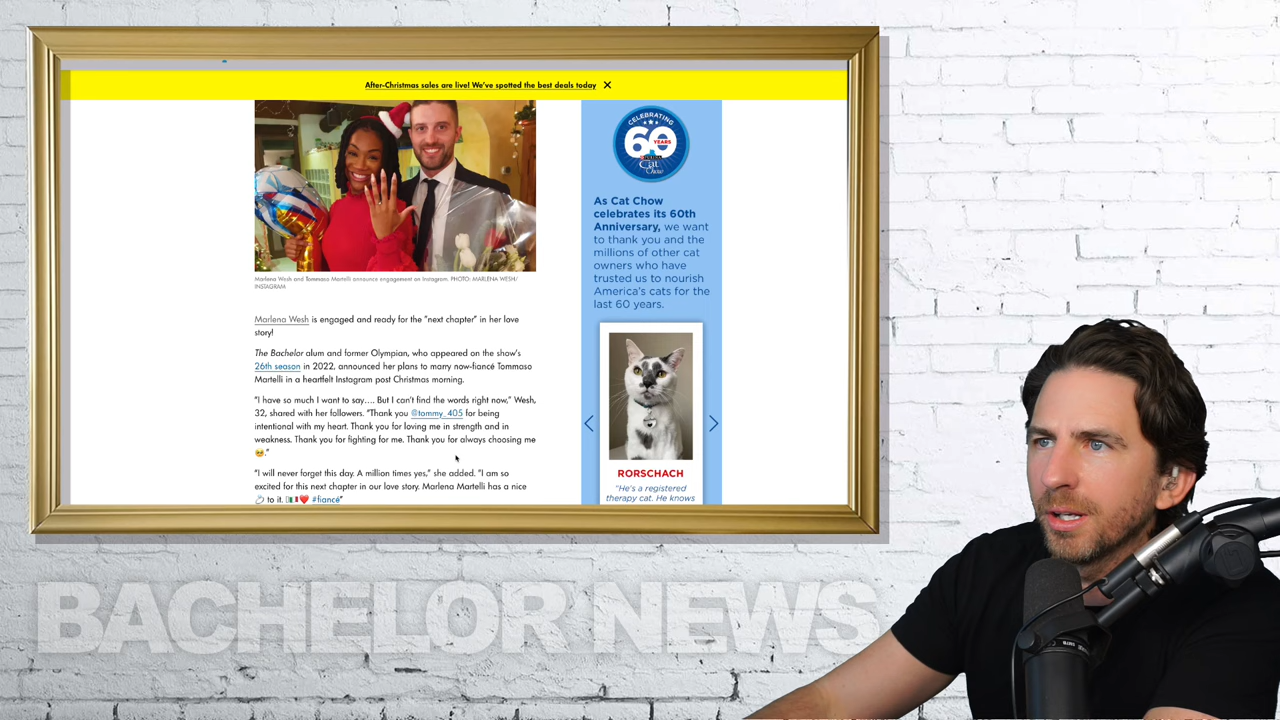 After-Christmas sales are live! We've spotted the best deals today
Marlena Wesh and Tommaso Martelli announce engagement on Instagram. PHOTO: MARLENA WESH/
INSTAGRAM
Marlena Wesh is engaged and ready for the "next chapter" in her love
story!
The Bachelor alum and former Olympian, who appeared on the show's
26th season in 2022, announced her plans to marry now-fiancé Tommaso
Martelli in a heartfelt Instagram post Christmas morning.
"I have so much I want to say…. But I can't find the words right now," Wesh,
32, shared with her followers. "Thank you @tommy_405 for being
intentional with my heart. Thank you for loving me in strength and in
weakness. Thank you for fighting for me. Thank you for always choosing me
🥹."
"I will never forget this day. A million times yes," she added. "I am so
excited for this next chapter in our love story. Marlena Martelli has a nice
💍 to it. 🇮🇹❤️ #fiancé"
CELEBRATING
60 YEARS
Cat
Chow
As Cat Chow
celebrates its 60th
Anniversary, we want
to thank you and the
millions of other cat
owners who have
trusted us to nourish
America's cats for the
last 60 years.
RORSCHACH
"He's a registered
therapy cat. He knows
BACHELOR NEWS